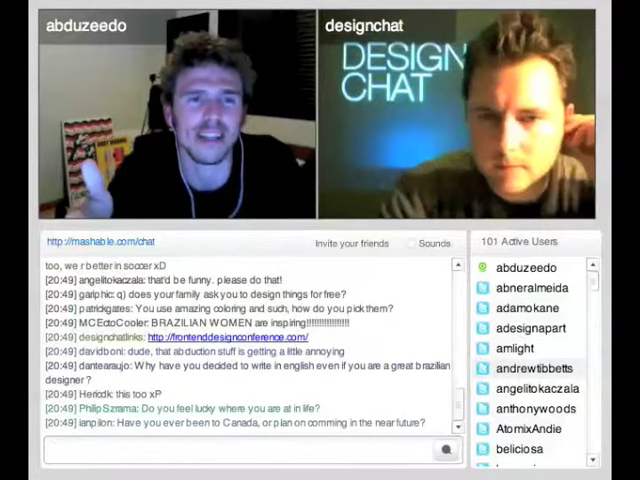 abduzeedo
designchat
DESIGN
CHAT
http://mashable.com/chat
Invite your friends
Sounds
101 Active Users
too, we r better in soccer xD
[20:49] angelitokaczala: that'd be funny. please do that!
[20:49] gariphic: q) does your family ask you to design things for free?
[20:49] patrickgates: You use amazing coloring and such, how do you pick them?
[20:49] MCEctoCooler: BRAZILIAN WOMEN are inspiring!!!!!!!!!!!!!!!!!!!
[20:49] designchatlinks: http://frontenddesignconference.com/
[20:49] davidboni: dude, that abduction stuff is getting a little annoying
[20:49] dantearaujo: Why have you decided to write in english even if you are a great brazilian
designer ?
[20:49] Hericdk: this too xP
[20:49] PhilipSzrama: Do you feel lucky where you are at in life?
[20:49] ianpilon: Have you ever been to Canada, or plan on comming in the near future?
abduzeedo
abneralmeida
adamokane
adesignapart
amlight
andrewtibbetts
angelitokaczala
anthonywoods
AtomixAndie
beliciosa